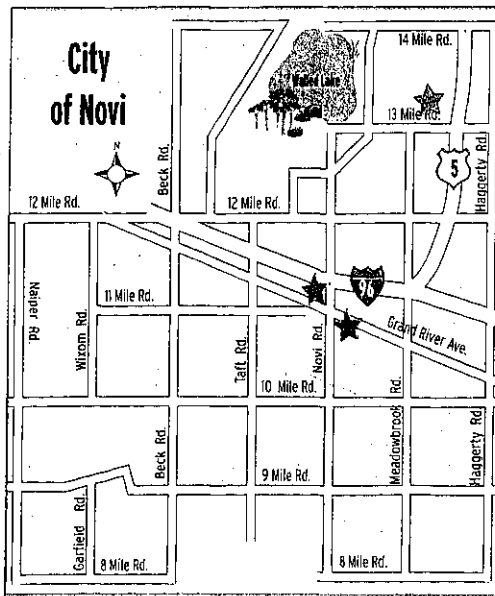 City
of Novi
14 Mile Rd.
Walled Lake
13 Mile Rd.
N
Beck Rd.
Haggerty Rd.
5
12 Mile Rd.
12 Mile Rd.
96
11 Mile Rd.
Naiper Rd.
Wixom Rd.
Taft Rd.
Novi Rd.
Grand River Ave.
10 Mile Rd.
Meadowbrook Rd.
Beck Rd.
Haggerty Rd.
9 Mile Rd.
Garfield Rd.
8 Mile Rd.
8 Mile Rd.